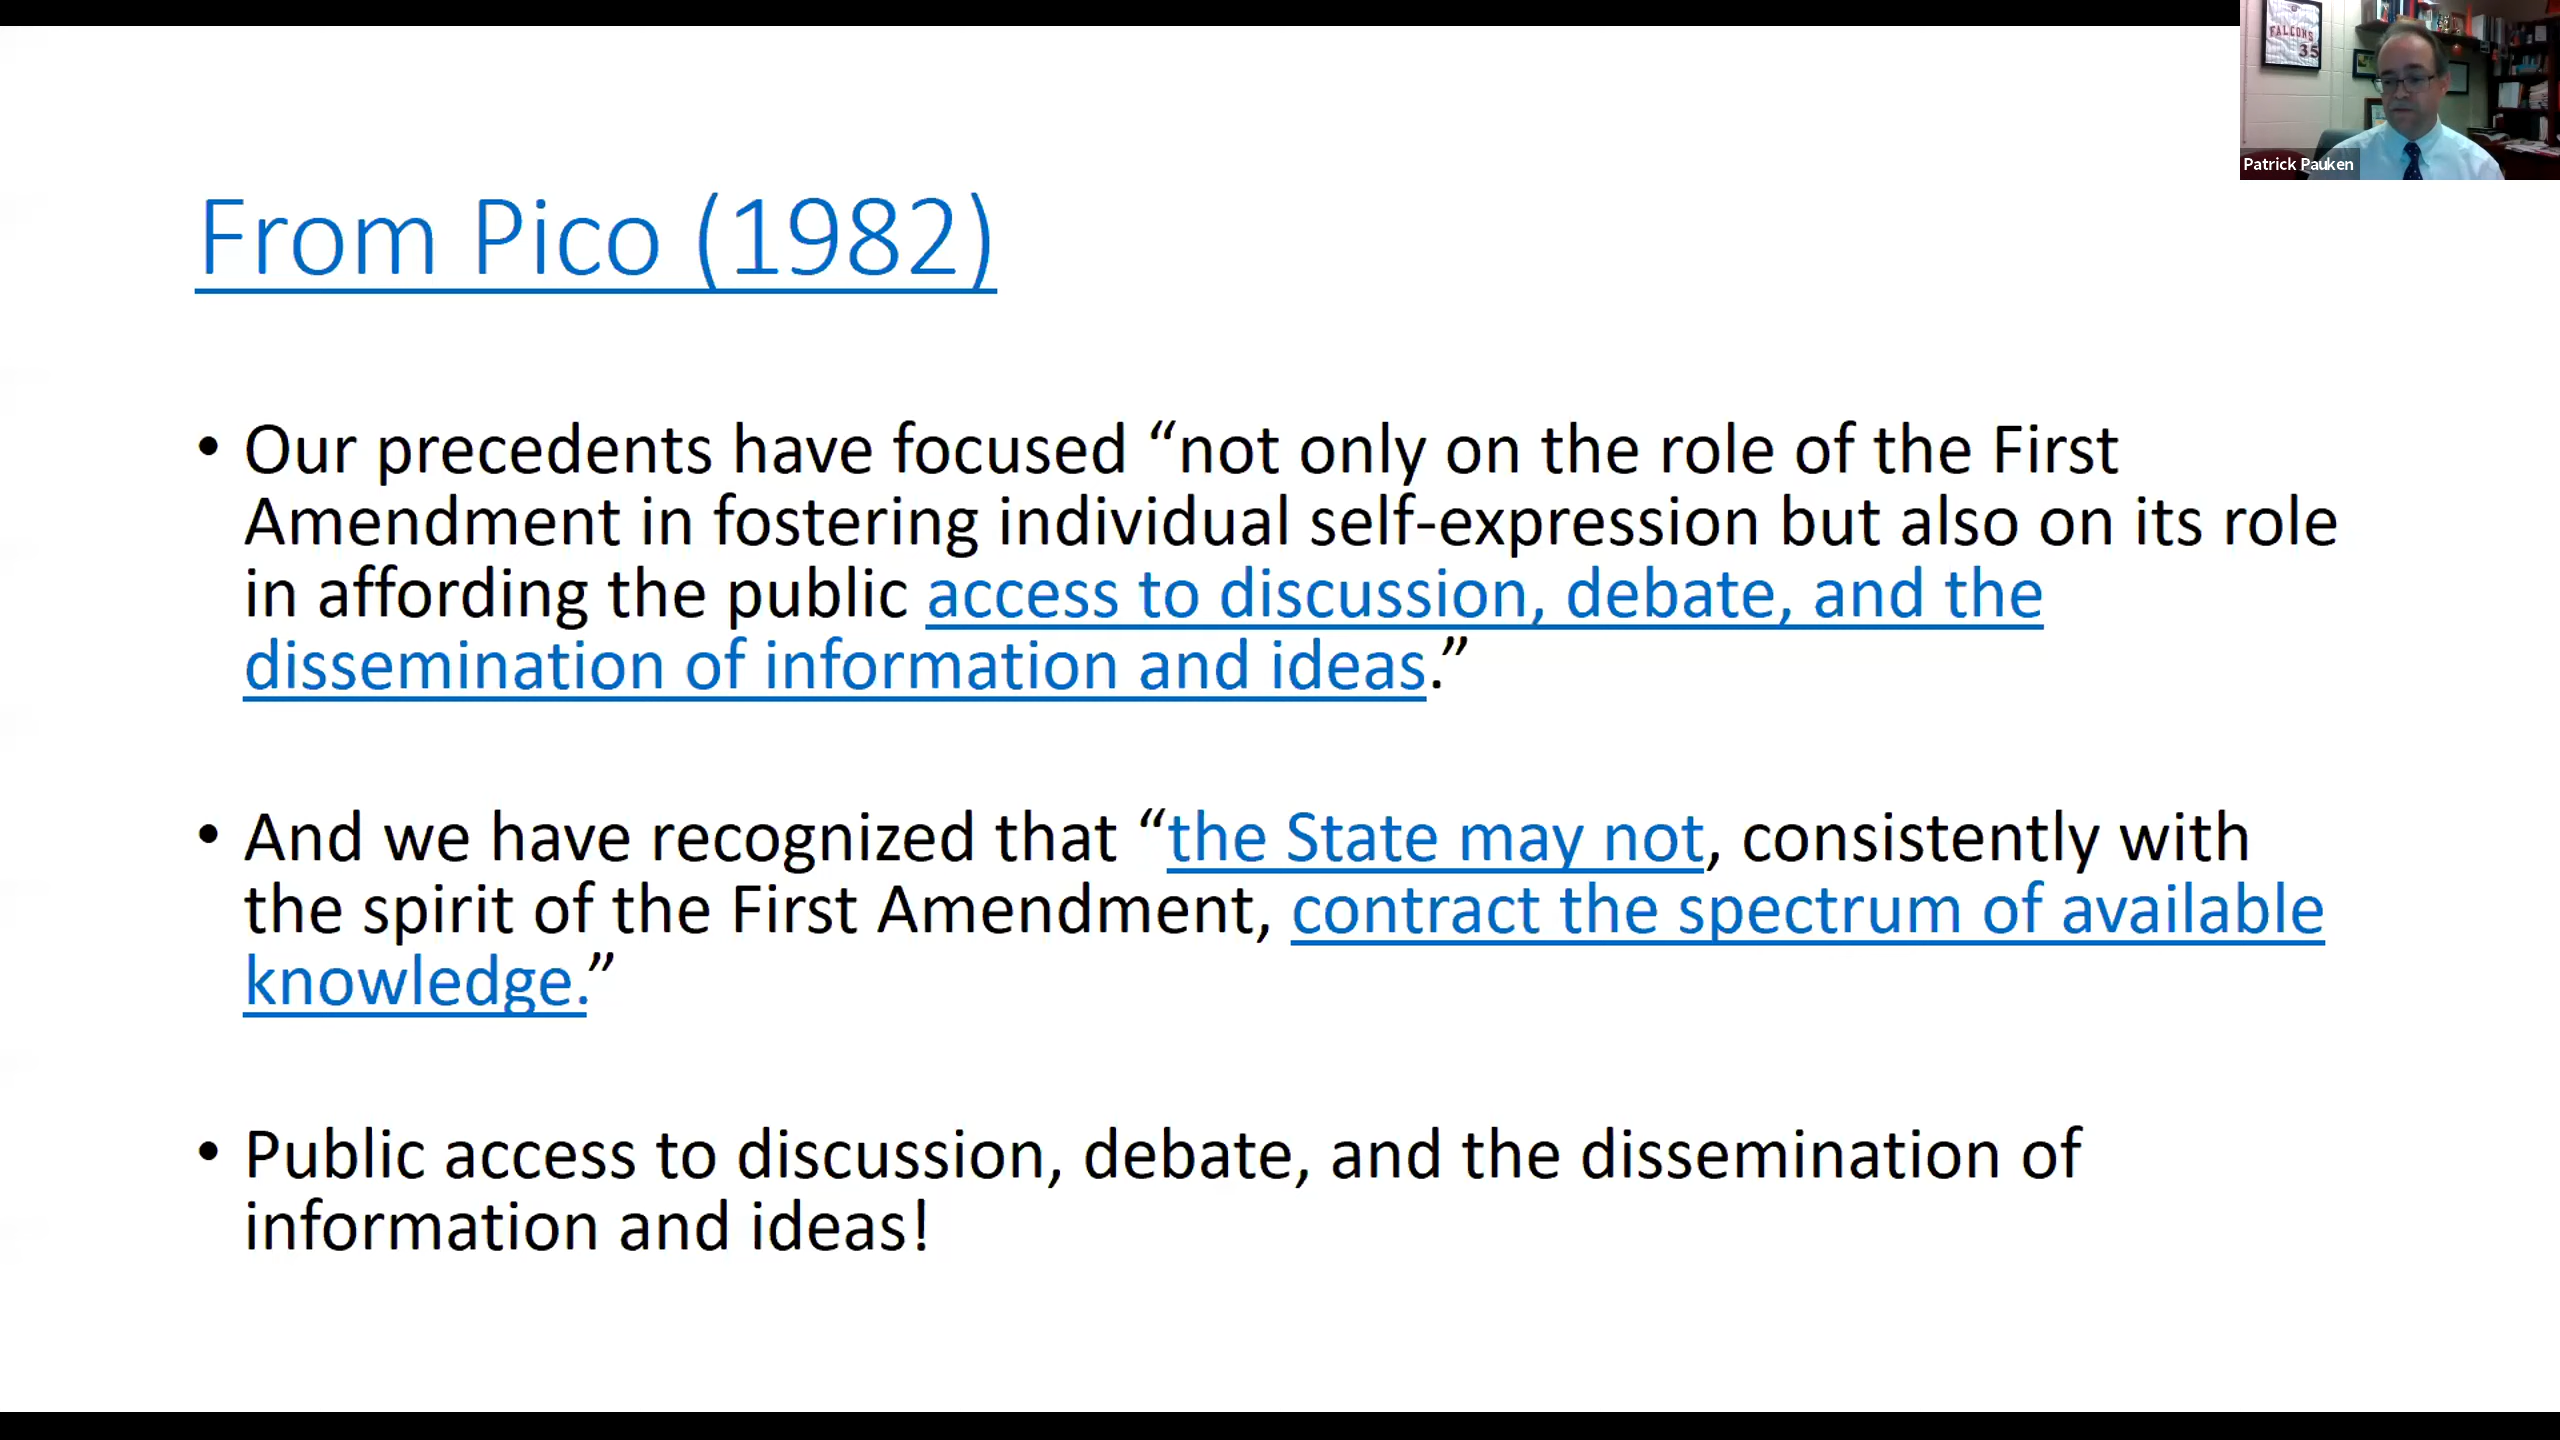 FALCONS
35
Patrick Pauken
From Pico (1982)
• Our precedents have focused “not only on the role of the First
Amendment in fostering individual self-expression but also on its role
in affording the public access to discussion, debate, and the
dissemination of information and ideas.”
• And we have recognized that “the State may not, consistently with
the spirit of the First Amendment, contract the spectrum of available
knowledge.”
• Public access to discussion, debate, and the dissemination of
information and ideas!